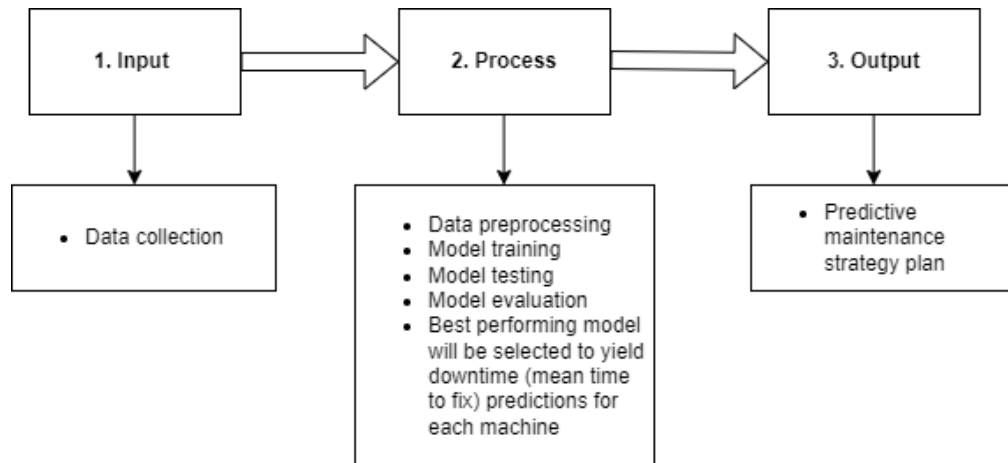 1. Input
2. Process
3. Output
• Data collection
• Data preprocessing
• Model training
• Model testing
• Model evaluation
• Best performing model
will be selected to yield
downtime (mean time
to fix) predictions for
each machine
• Predictive
maintenance
strategy plan